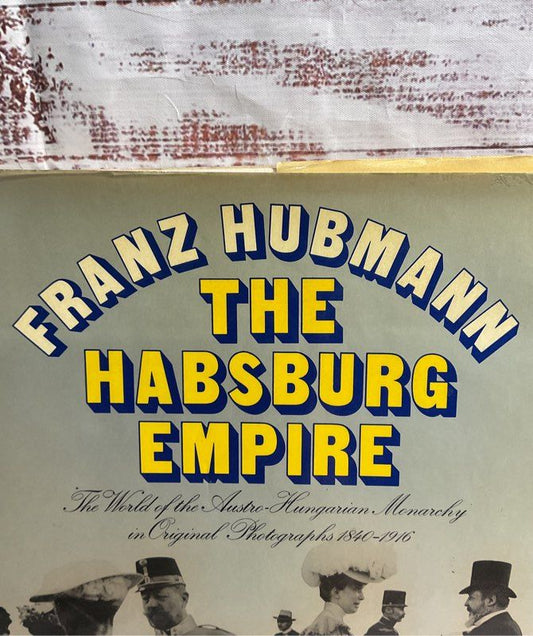 FRANZ HUBMANN
THE
HABSBURG
EMPIRE
The World of the Austro-Hungarian Monarchy
in Original Photographs 1840-1916